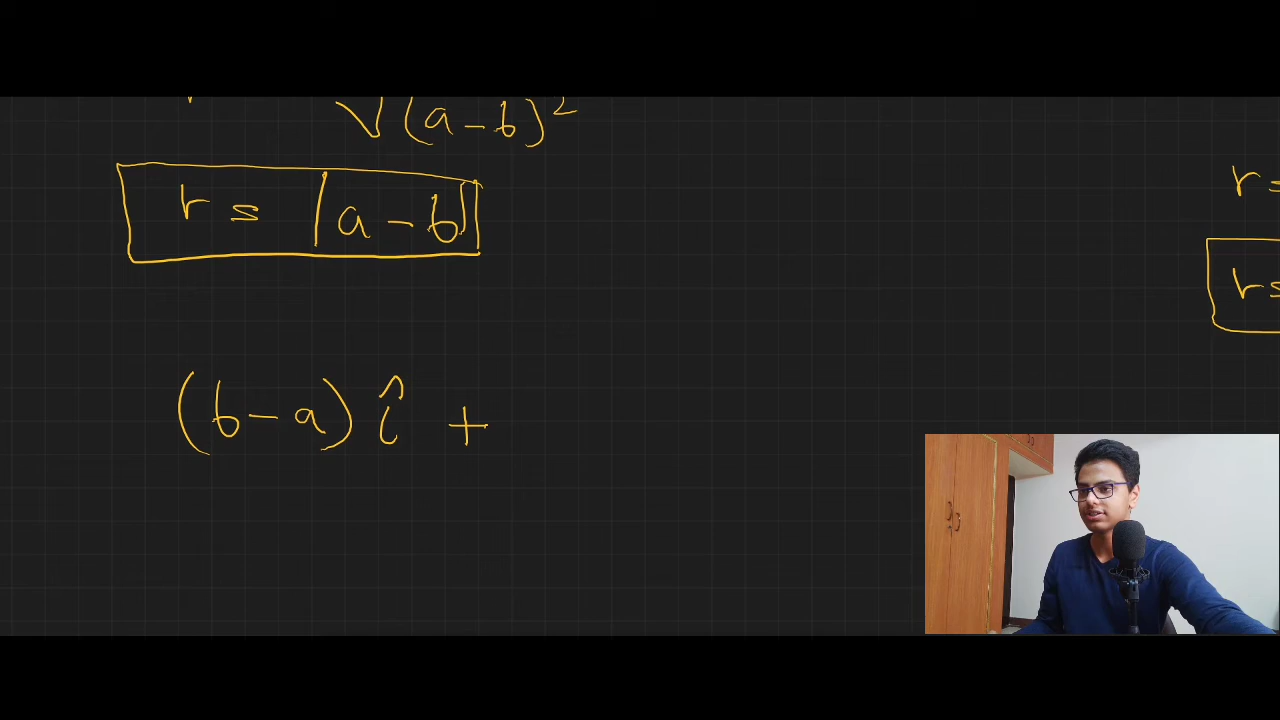 √(a-b)²
r = |a-b|
r =
r =
(b-a) î +